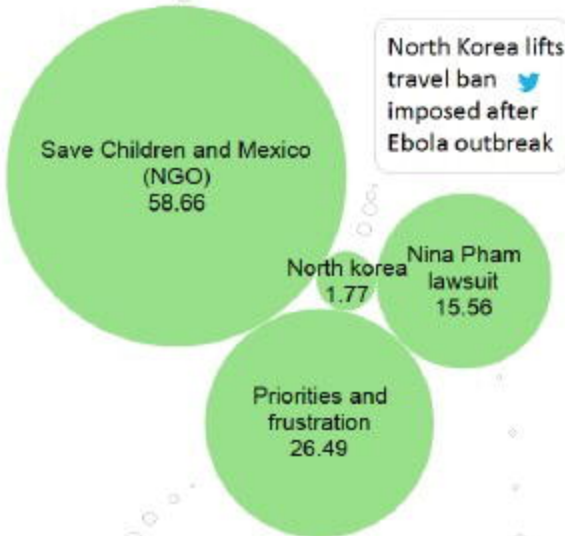 North Korea lifts
travel ban
imposed after
Ebola outbreak
Save Children and Mexico
(NGO)
58.66
North korea
1.77
Nina Pham
lawsuit
15.56
Priorities and
frustration
26.49